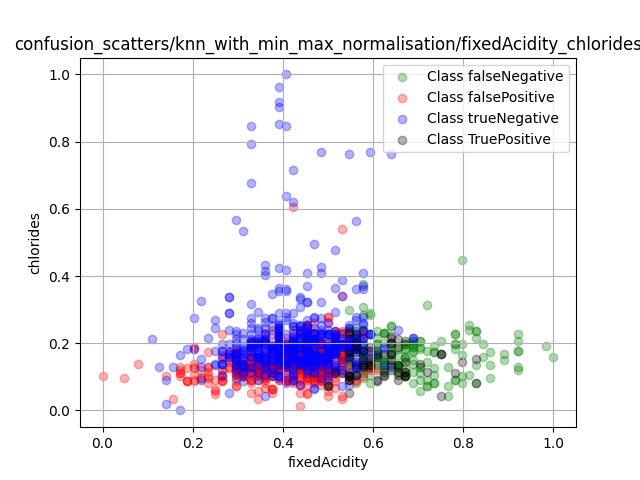 confusion_scatters/knn_with_min_max_normalisation/fixedAcidity_chlorides
Class falseNegative
Class falsePositive
Class trueNegative
Class TruePositive
1.0
0.8
0.6
0.4
0.2
0.0
chlorides
0.0 0.2 0.4 0.6 0.8 1.0
fixedAcidity